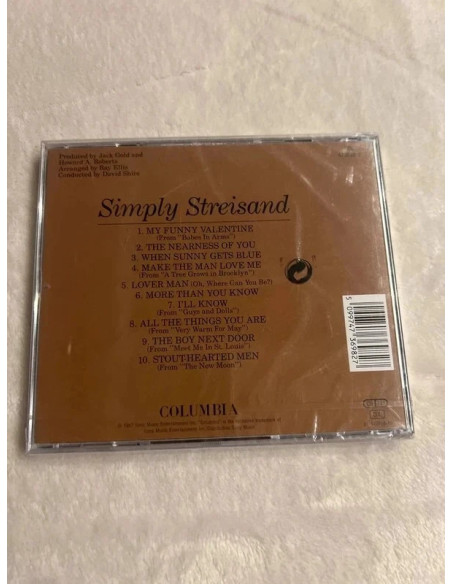 Produced by Jack Gold and
Howard A. Roberts
Arranged by Ray Ellis
Conducted by David Shire
Simply Streisand
1. MY FUNNY VALENTINE
(From "Babes In Arms")
2. THE NEARNESS OF YOU
3. WHEN SUNNY GETS BLUE
4. MAKE THE MAN LOVE ME
(From "A Tree Grows in Brooklyn")
5. LOVER MAN (Oh, Where Can You Be?)
6. MORE THAN YOU KNOW
7. I'LL KNOW
(From "Guys and Dolls")
8. ALL THE THINGS YOU ARE
(From "Very Warm For May")
9. THE BOY NEXT DOOR
(From "Meet Me In St. Louis")
10. STOUT-HEARTED MEN
(From "The New Moon")
5 099747 369827
COLUMBIA